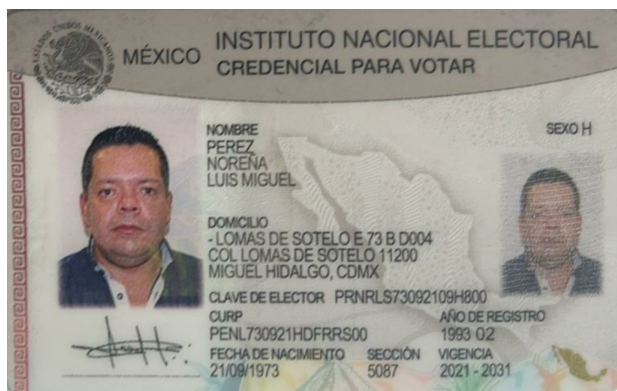 MÉXICO
INSTITUTO NACIONAL ELECTORAL
CREDENCIAL PARA VOTAR
NOMBRE
PEREZ
NOREÑA
LUIS MIGUEL
SEXO H
DOMICILIO
- LOMAS DE SOTELO E 73 B D004
COL LOMAS DE SOTELO 11200
MIGUEL HIDALGO, CDMX
CLAVE DE ELECTOR PRNRLS73092109H800
CURP
PENL730921HDFRRS00
AÑO DE REGISTRO
1993 02
FECHA DE NACIMIENTO
21/09/1973
SECCIÓN
5087
VIGENCIA
2021 - 2031